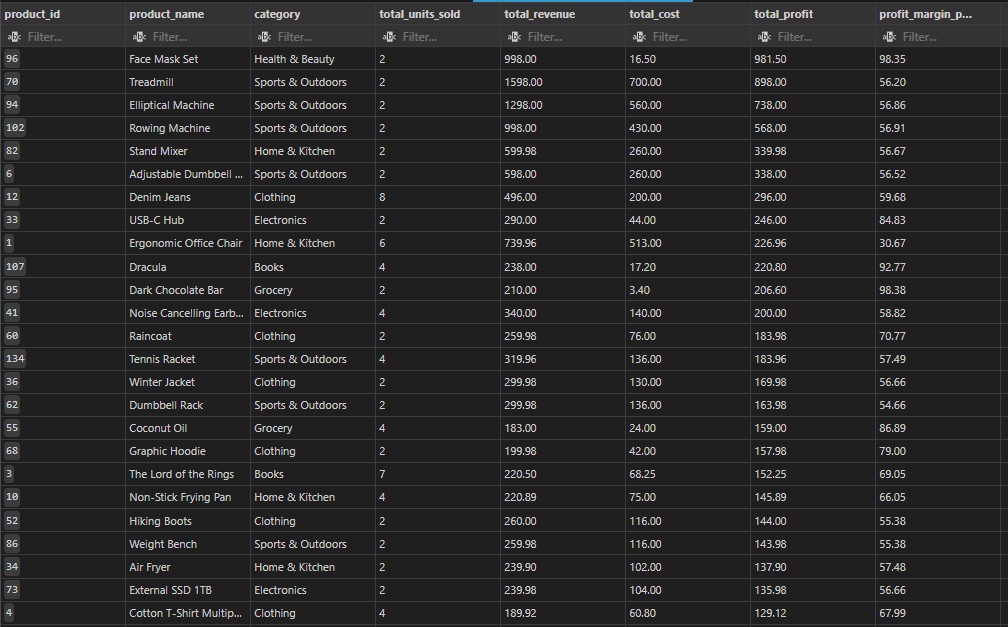 product_id product_name category total_units_sold total_revenue total_cost total_profit profit_margin_p...
Filter... Filter... Filter... Filter... Filter... Filter... Filter... Filter...
96 Face Mask Set Health & Beauty 2 998.00 16.50 981.50 98.35
70 Treadmill Sports & Outdoors 2 1598.00 700.00 898.00 56.20
94 Elliptical Machine Sports & Outdoors 2 1298.00 560.00 738.00 56.86
102 Rowing Machine Sports & Outdoors 2 998.00 430.00 568.00 56.91
82 Stand Mixer Home & Kitchen 2 599.98 260.00 339.98 56.67
6 Adjustable Dumbbell ... Sports & Outdoors 2 598.00 260.00 338.00 56.52
12 Denim Jeans Clothing 8 496.00 200.00 296.00 59.68
33 USB-C Hub Electronics 2 290.00 44.00 246.00 84.83
1 Ergonomic Office Chair Home & Kitchen 6 739.96 513.00 226.96 30.67
107 Dracula Books 4 238.00 17.20 220.80 92.77
95 Dark Chocolate Bar Grocery 2 210.00 3.40 206.60 98.38
41 Noise Cancelling Earb... Electronics 4 340.00 140.00 200.00 58.82
60 Raincoat Clothing 2 259.98 76.00 183.98 70.77
134 Tennis Racket Sports & Outdoors 4 319.96 136.00 183.96 57.49
36 Winter Jacket Clothing 2 299.98 130.00 169.98 56.66
62 Dumbbell Rack Sports & Outdoors 2 299.98 136.00 163.98 54.66
55 Coconut Oil Grocery 4 183.00 24.00 159.00 86.89
68 Graphic Hoodie Clothing 2 199.98 42.00 157.98 79.00
3 The Lord of the Rings Books 7 220.50 68.25 152.25 69.05
10 Non-Stick Frying Pan Home & Kitchen 4 220.89 75.00 145.89 66.05
52 Hiking Boots Clothing 2 260.00 116.00 144.00 55.38
86 Weight Bench Sports & Outdoors 2 259.98 116.00 143.98 55.38
34 Air Fryer Home & Kitchen 2 239.90 102.00 137.90 57.48
73 External SSD 1TB Electronics 2 239.98 104.00 135.98 56.66
4 Cotton T-Shirt Multip... Clothing 4 189.92 60.80 129.12 67.99